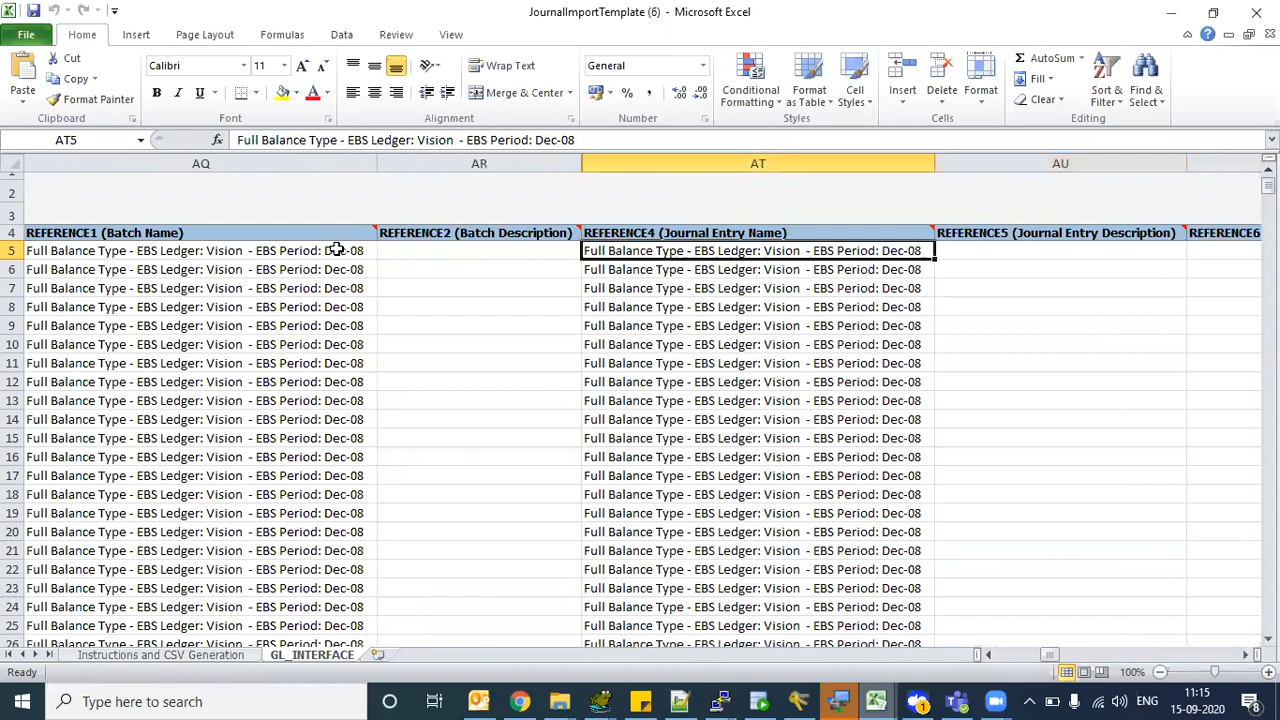 JournalImportTemplate (6) - Microsoft Excel
File Home Insert Page Layout Formulas Data Review View
Paste
Cut
Copy
Format Painter
Clipboard
Calibri 11
B I U
Font
Wrap Text
Merge & Center
Alignment
General
%
Number
Conditional Formatting
Format as Table
Cell Styles
Styles
Insert
Delete
Format
Cells
Σ AutoSum
Fill
Clear
Sort & Filter
Find & Select
Editing
AT5 fx Full Balance Type - EBS Ledger: Vision - EBS Period: Dec-08
AQ AR AT AU
2
3
4 REFERENCE1 (Batch Name) REFERENCE2 (Batch Description) REFERENCE4 (Journal Entry Name) REFERENCE5 (Journal Entry Description) REFERENCE6
5 Full Balance Type - EBS Ledger: Vision - EBS Period: Dec-08 Full Balance Type - EBS Ledger: Vision - EBS Period: Dec-08
6 Full Balance Type - EBS Ledger: Vision - EBS Period: Dec-08 Full Balance Type - EBS Ledger: Vision - EBS Period: Dec-08
7 Full Balance Type - EBS Ledger: Vision - EBS Period: Dec-08 Full Balance Type - EBS Ledger: Vision - EBS Period: Dec-08
8 Full Balance Type - EBS Ledger: Vision - EBS Period: Dec-08 Full Balance Type - EBS Ledger: Vision - EBS Period: Dec-08
9 Full Balance Type - EBS Ledger: Vision - EBS Period: Dec-08 Full Balance Type - EBS Ledger: Vision - EBS Period: Dec-08
10 Full Balance Type - EBS Ledger: Vision - EBS Period: Dec-08 Full Balance Type - EBS Ledger: Vision - EBS Period: Dec-08
11 Full Balance Type - EBS Ledger: Vision - EBS Period: Dec-08 Full Balance Type - EBS Ledger: Vision - EBS Period: Dec-08
12 Full Balance Type - EBS Ledger: Vision - EBS Period: Dec-08 Full Balance Type - EBS Ledger: Vision - EBS Period: Dec-08
13 Full Balance Type - EBS Ledger: Vision - EBS Period: Dec-08 Full Balance Type - EBS Ledger: Vision - EBS Period: Dec-08
14 Full Balance Type - EBS Ledger: Vision - EBS Period: Dec-08 Full Balance Type - EBS Ledger: Vision - EBS Period: Dec-08
15 Full Balance Type - EBS Ledger: Vision - EBS Period: Dec-08 Full Balance Type - EBS Ledger: Vision - EBS Period: Dec-08
16 Full Balance Type - EBS Ledger: Vision - EBS Period: Dec-08 Full Balance Type - EBS Ledger: Vision - EBS Period: Dec-08
17 Full Balance Type - EBS Ledger: Vision - EBS Period: Dec-08 Full Balance Type - EBS Ledger: Vision - EBS Period: Dec-08
18 Full Balance Type - EBS Ledger: Vision - EBS Period: Dec-08 Full Balance Type - EBS Ledger: Vision - EBS Period: Dec-08
19 Full Balance Type - EBS Ledger: Vision - EBS Period: Dec-08 Full Balance Type - EBS Ledger: Vision - EBS Period: Dec-08
20 Full Balance Type - EBS Ledger: Vision - EBS Period: Dec-08 Full Balance Type - EBS Ledger: Vision - EBS Period: Dec-08
21 Full Balance Type - EBS Ledger: Vision - EBS Period: Dec-08 Full Balance Type - EBS Ledger: Vision - EBS Period: Dec-08
22 Full Balance Type - EBS Ledger: Vision - EBS Period: Dec-08 Full Balance Type - EBS Ledger: Vision - EBS Period: Dec-08
23 Full Balance Type - EBS Ledger: Vision - EBS Period: Dec-08 Full Balance Type - EBS Ledger: Vision - EBS Period: Dec-08
24 Full Balance Type - EBS Ledger: Vision - EBS Period: Dec-08 Full Balance Type - EBS Ledger: Vision - EBS Period: Dec-08
25 Full Balance Type - EBS Ledger: Vision - EBS Period: Dec-08 Full Balance Type - EBS Ledger: Vision - EBS Period: Dec-08
26 Full Balance Type - EBS Ledger: Vision - EBS Period: Dec-08 Full Balance Type - EBS Ledger: Vision - EBS Period: Dec-08
Instructions and CSV Generation GL_INTERFACE
Ready 100%
Type here to search ENG 11:15
15-09-2020 8